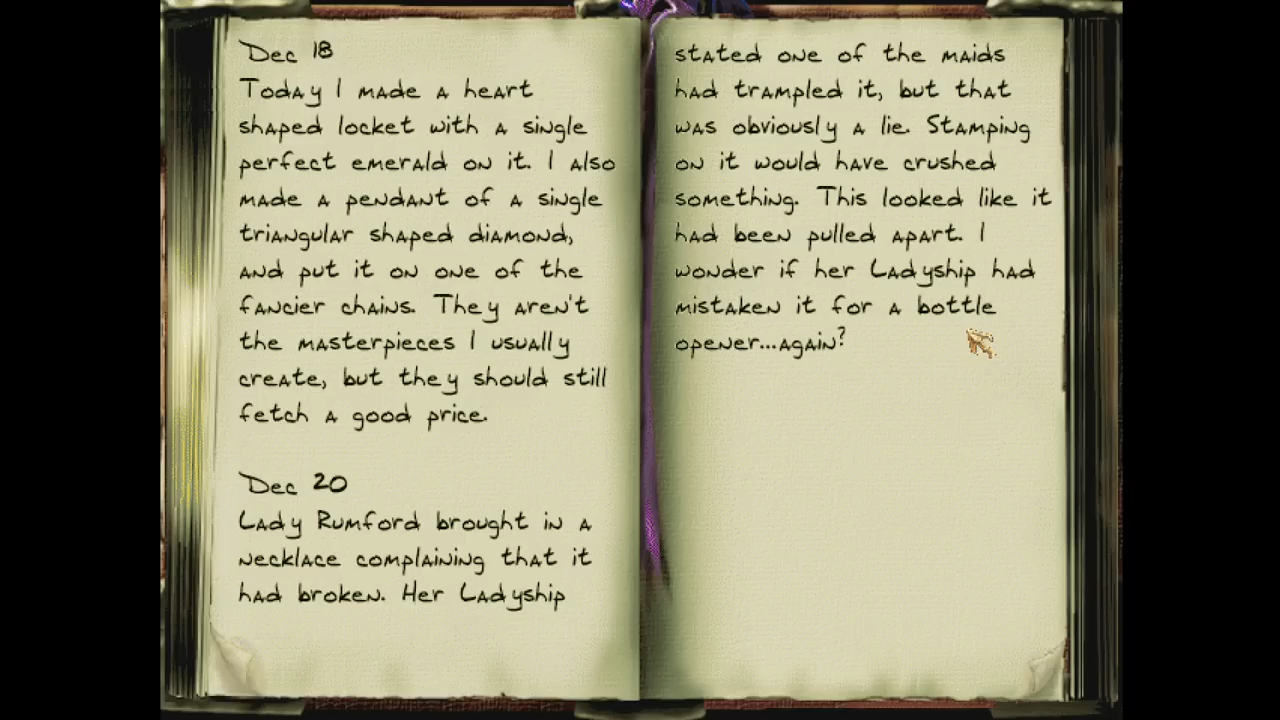 Dec 18
Today I made a heart
shaped locket with a single
perfect emerald on it. I also
made a pendant of a single
triangular shaped diamond,
and put it on one of the
fancier chains. They aren't
the masterpieces I usually
create, but they should still
fetch a good price.
Dec 20
Lady Rumford brought in a
necklace complaining that it
had broken. Her Ladyship
stated one of the maids
had trampled it, but that
was obviously a lie. Stamping
on it would have crushed
something. This looked like it
had been pulled apart. I
wonder if her Ladyship had
mistaken it for a bottle
opener...again?